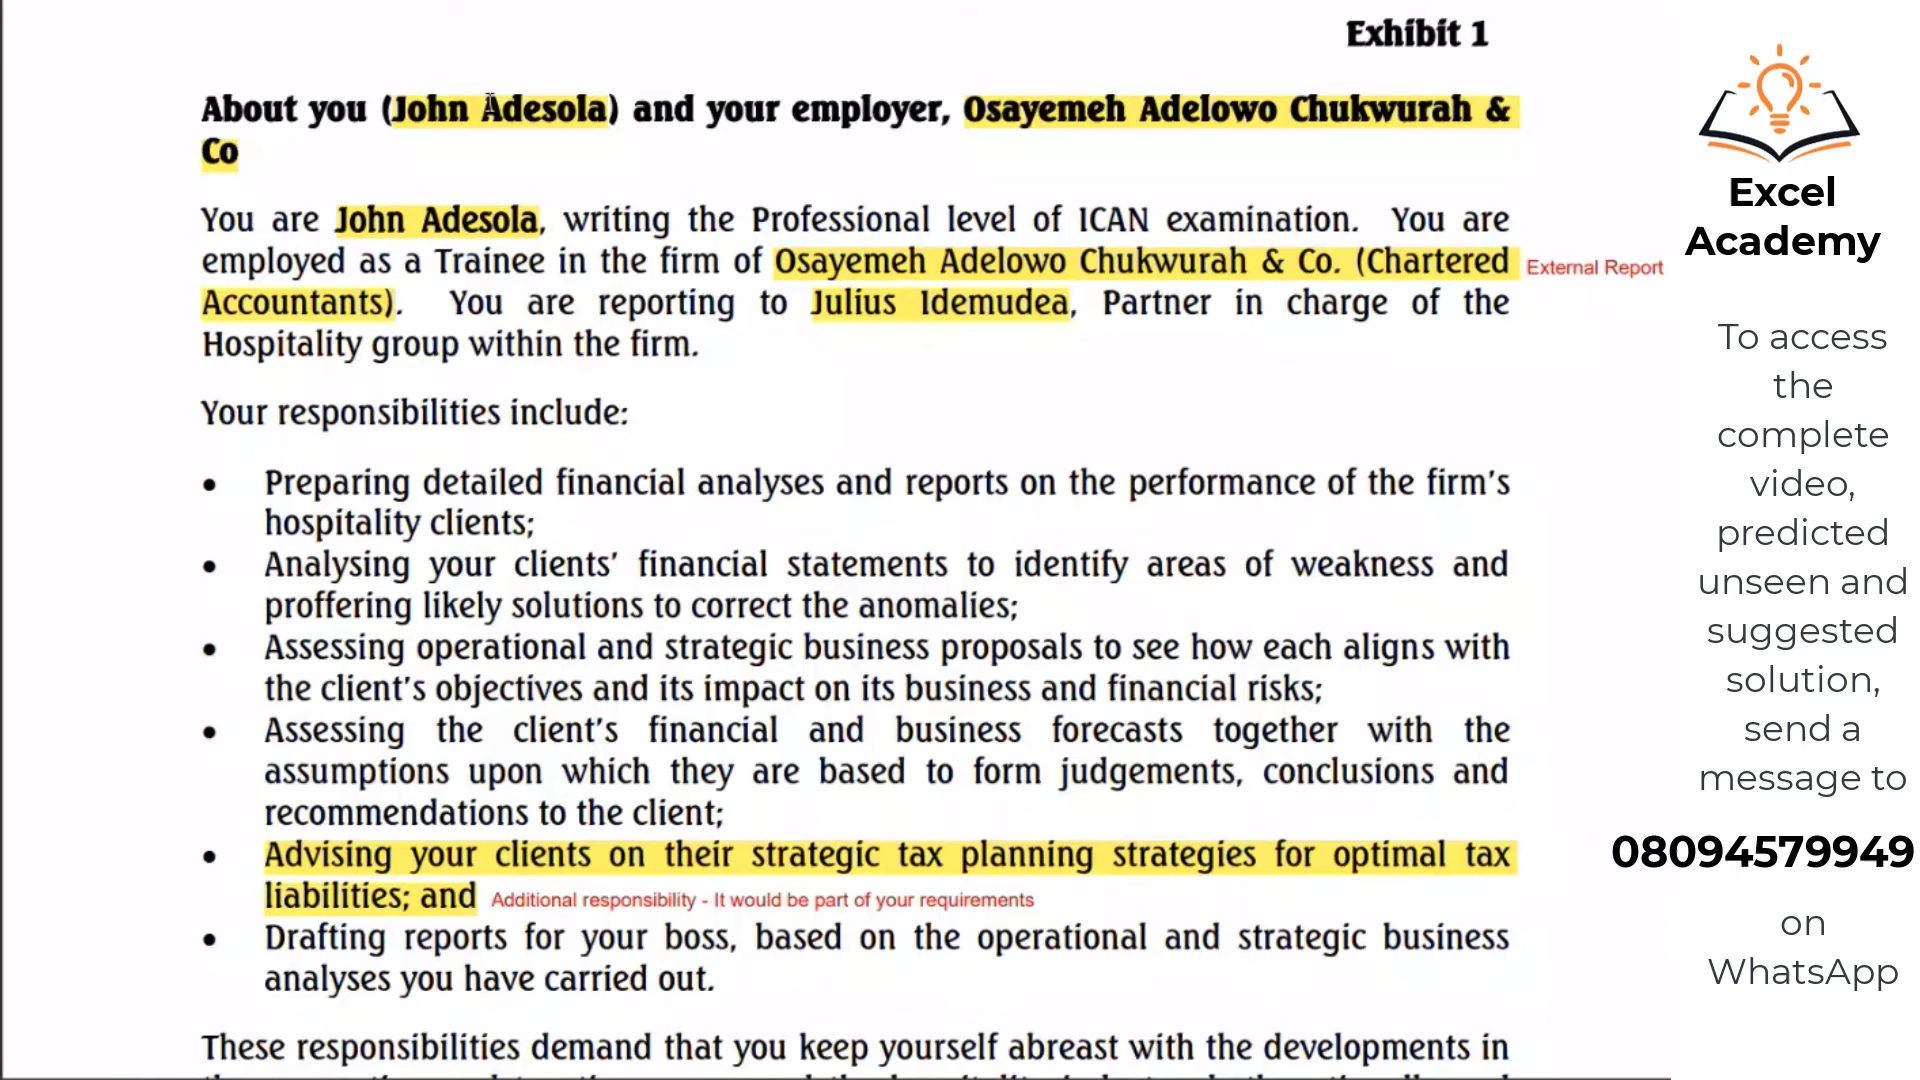 Exhibit 1
About you (John Adesola) and your employer, Osayemeh Adelowo Chukwurah &
Co
You are John Adesola, writing the Professional level of ICAN examination. You are
employed as a Trainee in the firm of Osayemeh Adelowo Chukwurah & Co. (Chartered
External Report
Accountants). You are reporting to Julius Idemudea, Partner in charge of the
Hospitality group within the firm.
Your responsibilities include:
• Preparing detailed financial analyses and reports on the performance of the firm's
hospitality clients;
• Analysing your clients' financial statements to identify areas of weakness and
proffering likely solutions to correct the anomalies;
• Assessing operational and strategic business proposals to see how each aligns with
the client's objectives and its impact on its business and financial risks;
• Assessing the client's financial and business forecasts together with the
assumptions upon which they are based to form judgements, conclusions and
recommendations to the client;
• Advising your clients on their strategic tax planning strategies for optimal tax
liabilities; and
Additional responsibility - It would be part of your requirements
• Drafting reports for your boss, based on the operational and strategic business
analyses you have carried out.
These responsibilities demand that you keep yourself abreast with the developments in
Excel
Academy
To access
the
complete
video,
predicted
unseen and
suggested
solution,
send a
message to
08094579949
on
WhatsApp